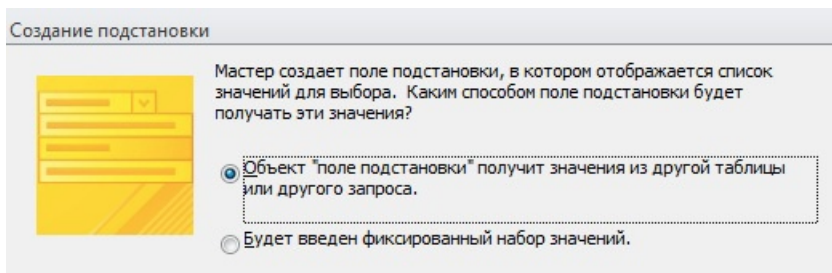 Создание подстановки
Мастер создает поле подстановки, в котором отображается список
значений для выбора. Каким способом поле подстановки будет
получать эти значения?
Объект "поле подстановки" получит значения из другой таблицы
или другого запроса.
Будет введен фиксированный набор значений.